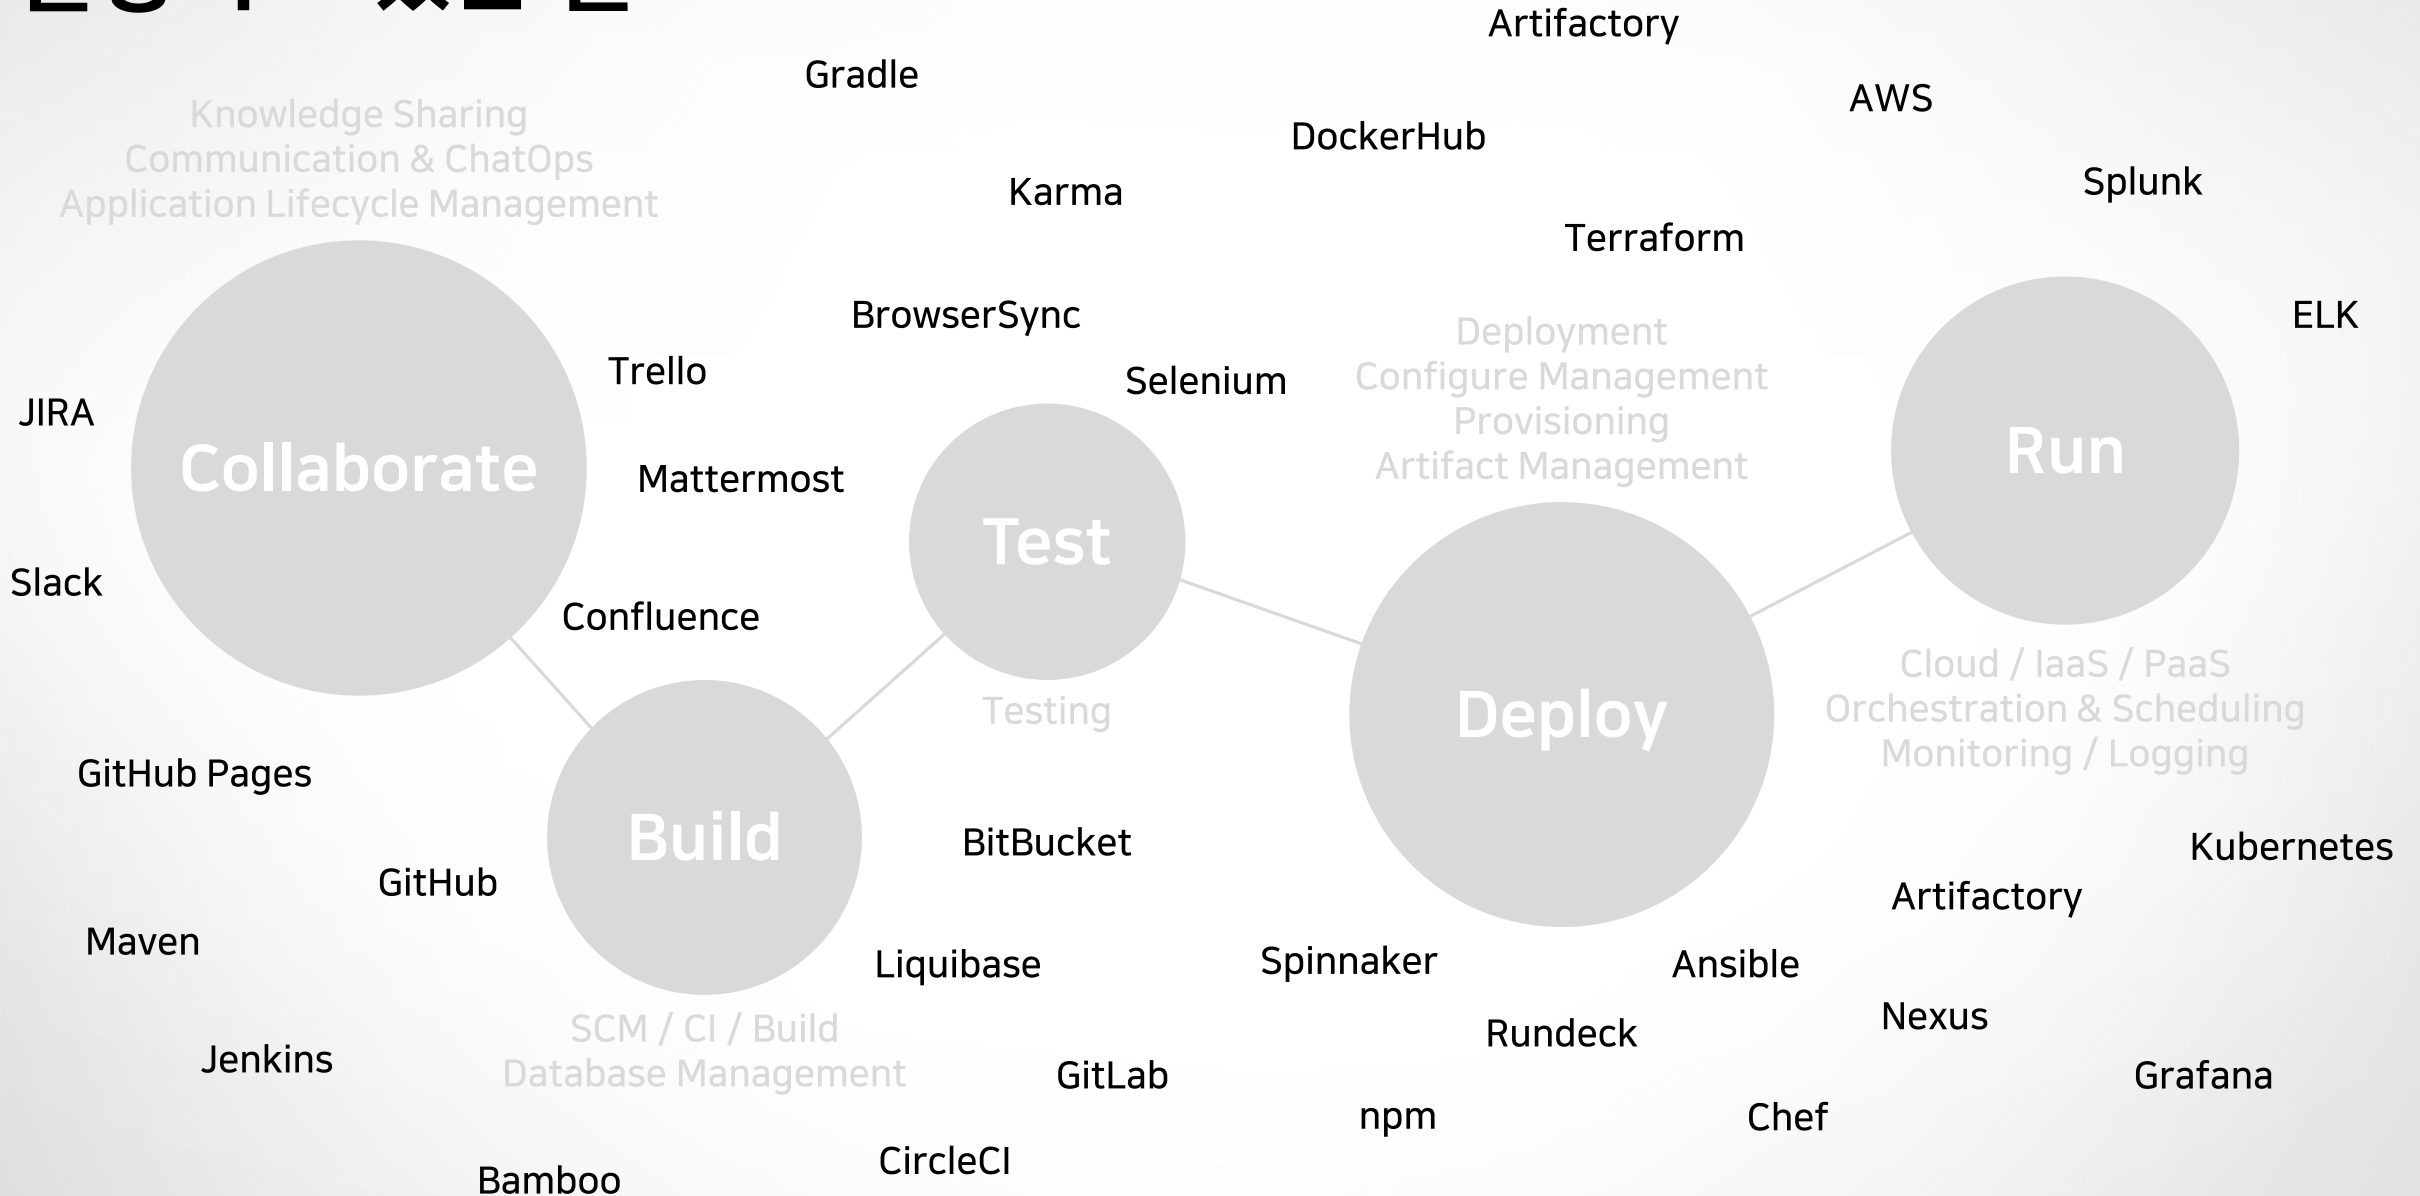 Artifactory
Gradle
AWS
Knowledge Sharing
Communication & ChatOps
Application Lifecycle Management
DockerHub
Karma
Splunk
Terraform
BrowserSync
ELK
Deployment
Configure Management
Provisioning
Artifact Management
Trello
Selenium
JIRA
Collaborate
Mattermost
Run
Test
Slack
Confluence
Cloud / IaaS / PaaS
Orchestration & Scheduling
Monitoring / Logging
Testing
Deploy
GitHub Pages
Build
BitBucket
Kubernetes
GitHub
Artifactory
Maven
Liquibase
Spinnaker
Ansible
SCM / CI / Build
Database Management
Nexus
Rundeck
Jenkins
GitLab
Grafana
npm
Chef
CircleCI
Bamboo